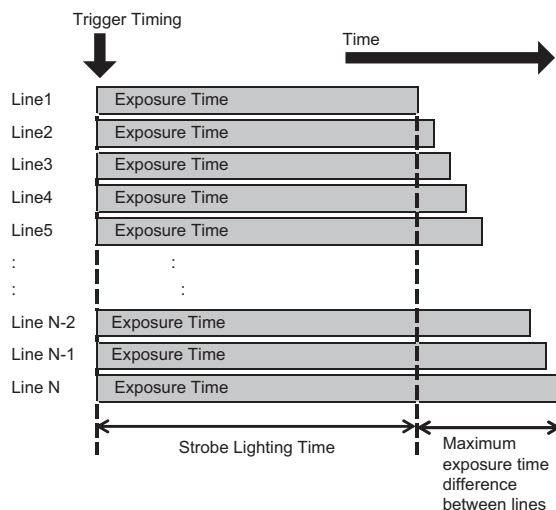 Trigger Timing
Time
Line1 Exposure Time
Line2 Exposure Time
Line3 Exposure Time
Line4 Exposure Time
Line5 Exposure Time
: :
: :
Line N-2 Exposure Time
Line N-1 Exposure Time
Line N Exposure Time
Strobe Lighting Time
Maximum
exposure time
difference
between lines